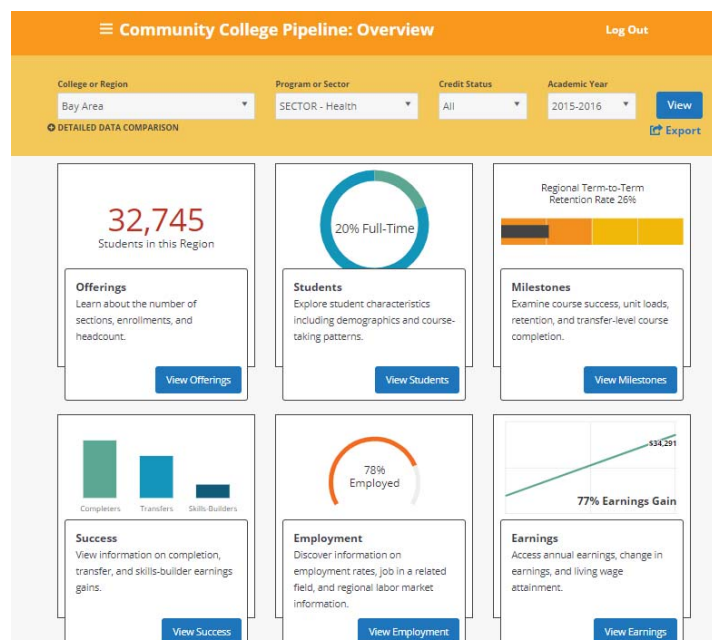 Community College Pipeline: Overview
Log Out
College or Region
Program or Sector
Credit Status
Academic Year
Bay Area
SECTOR - Health
All
2015-2016
View
DETAILED DATA COMPARISON
Export
32,745
Students in this Region
Offerings
Learn about the number of
sections, enrollments, and
headcount.
View Offerings
20% Full-Time
Students
Explore student characteristics
including demographics and course-
taking patterns.
View Students
Regional Term-to-Term
Retention Rate 26%
Milestones
Examine course success, unit loads,
retention, and transfer-level course
completion.
View Milestones
Completers
Transfers
Skills-Builders
Success
View information on completion,
transfer, and skills-builder earnings
gains.
View Success
78%
Employed
Employment
Discover information on
employment rates, job in a related
field, and regional labor market
information.
View Employment
$34,291
77% Earnings Gain
Earnings
Access annual earnings, change in
earnings, and living wage
attainment.
View Earnings